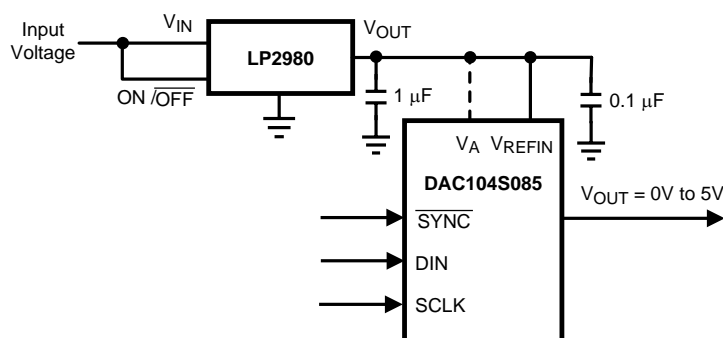 Input
Voltage
VIN
ON /OFF
LP2980
VOUT
1 µF
0.1 µF
VA VREFIN
DAC104S085
SYNC
DIN
SCLK
VOUT = 0V to 5V